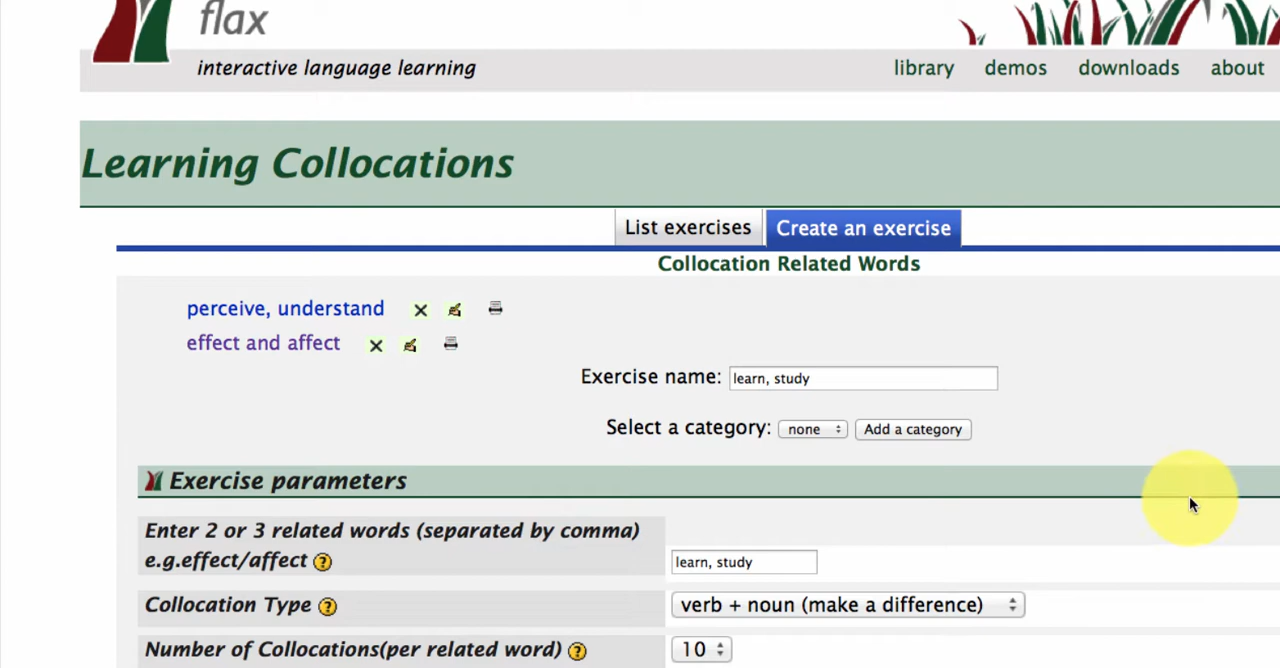 flax
interactive language learning
library demos downloads about
Learning Collocations
List exercises Create an exercise
Collocation Related Words
perceive, understand
effect and affect
Exercise name: learn, study
Select a category: none Add a category
Exercise parameters
Enter 2 or 3 related words (separated by comma)
e.g.effect/affect ? learn, study
Collocation Type ? verb + noun (make a difference)
Number of Collocations(per related word) ? 10